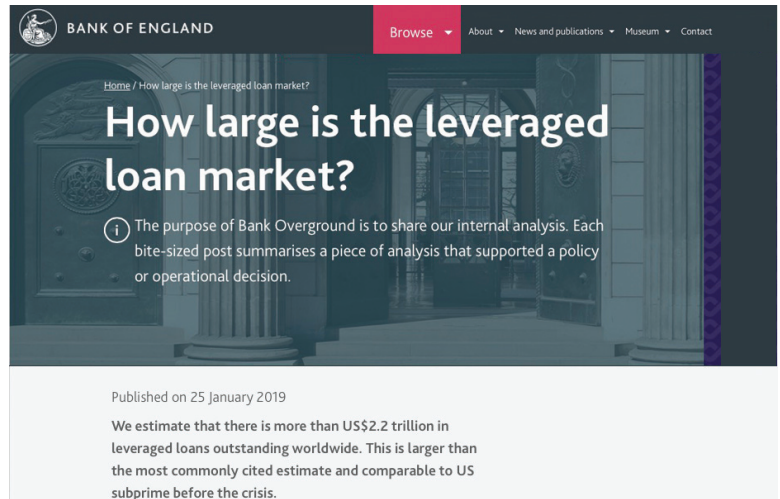 BANK OF ENGLAND
Browse
About
News and publications
Museum
Contact
Home / How large is the leveraged loan market?
How large is the leveraged
loan market?
i
The purpose of Bank Overground is to share our internal analysis. Each
bite-sized post summarises a piece of analysis that supported a policy
or operational decision.
Published on 25 January 2019
We estimate that there is more than US$2.2 trillion in
leveraged loans outstanding worldwide. This is larger than
the most commonly cited estimate and comparable to US
subprime before the crisis.